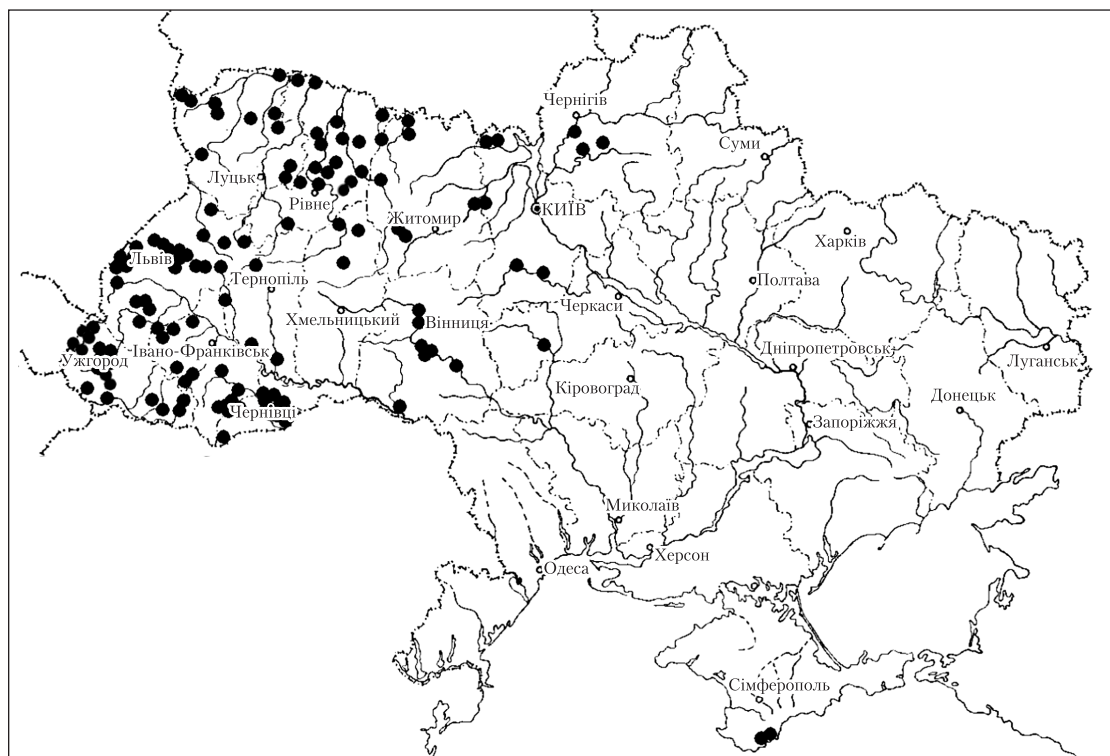 Чернігів
Суми
Луцьк
Рівне
КИЇВ
Житомир
Харків
Львів
Тернопіль
Полтава
Черкаси
Хмельницький
Вінниця
Івано-Франківськ
Ужгород
Дніпропетровськ
Луганськ
Кіровоград
Донецьк
Чернівці
Запоріжжя
Миколаїв
Херсон
Одеса
Сімферополь